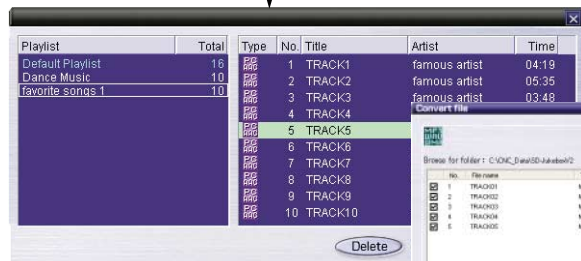 Playlist Total
Default Playlist 16
Dance Music 10
favorite songs 1 10
Type No. Title Artist Time
1 TRACK1 famous artist 04:19
2 TRACK2 famous artist 05:35
3 TRACK3 famous artist 03:48
4 TRACK4
5 TRACK5
6 TRACK6
7 TRACK7
8 TRACK8
9 TRACK9
10 TRACK10
Delete
Convert file
Browse for folder :
No. File name
1 TRACK01
2 TRACK02
3 TRACK03
4 TRACK04
5 TRACK05